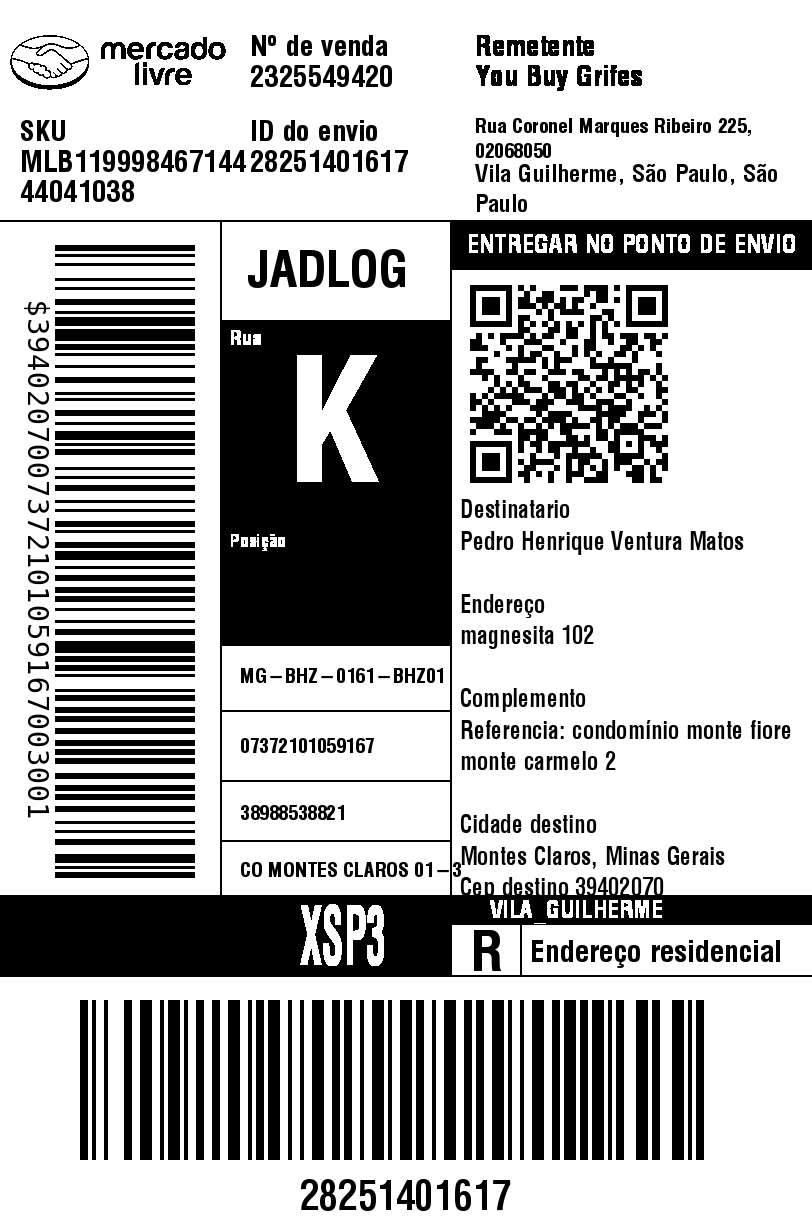 mercado
livre
Nº de venda
2325549420
Remetente
You Buy Grifes
SKU
MLB119998467144
44041038
ID do envio
28251401617
Rua Coronel Marques Ribeiro 225,
02068050
Vila Guilherme, São Paulo, São
Paulo
$3940207007372101059167003001
JADLOG
Rua
K
Posição
MG-BHZ-0161-BHZ01
07372101059167
38988538821
CO MONTES CLAROS 01-3
ENTREGAR NO PONTO DE ENVIO
Destinatario
Pedro Henrique Ventura Matos
Endereço
magnesita 102
Complemento
Referencia: condomínio monte fiore
monte carmelo 2
Cidade destino
Montes Claros, Minas Gerais
Cep destino 39402070
XSP3
VILA_GUILHERME
R
Endereço residencial
28251401617